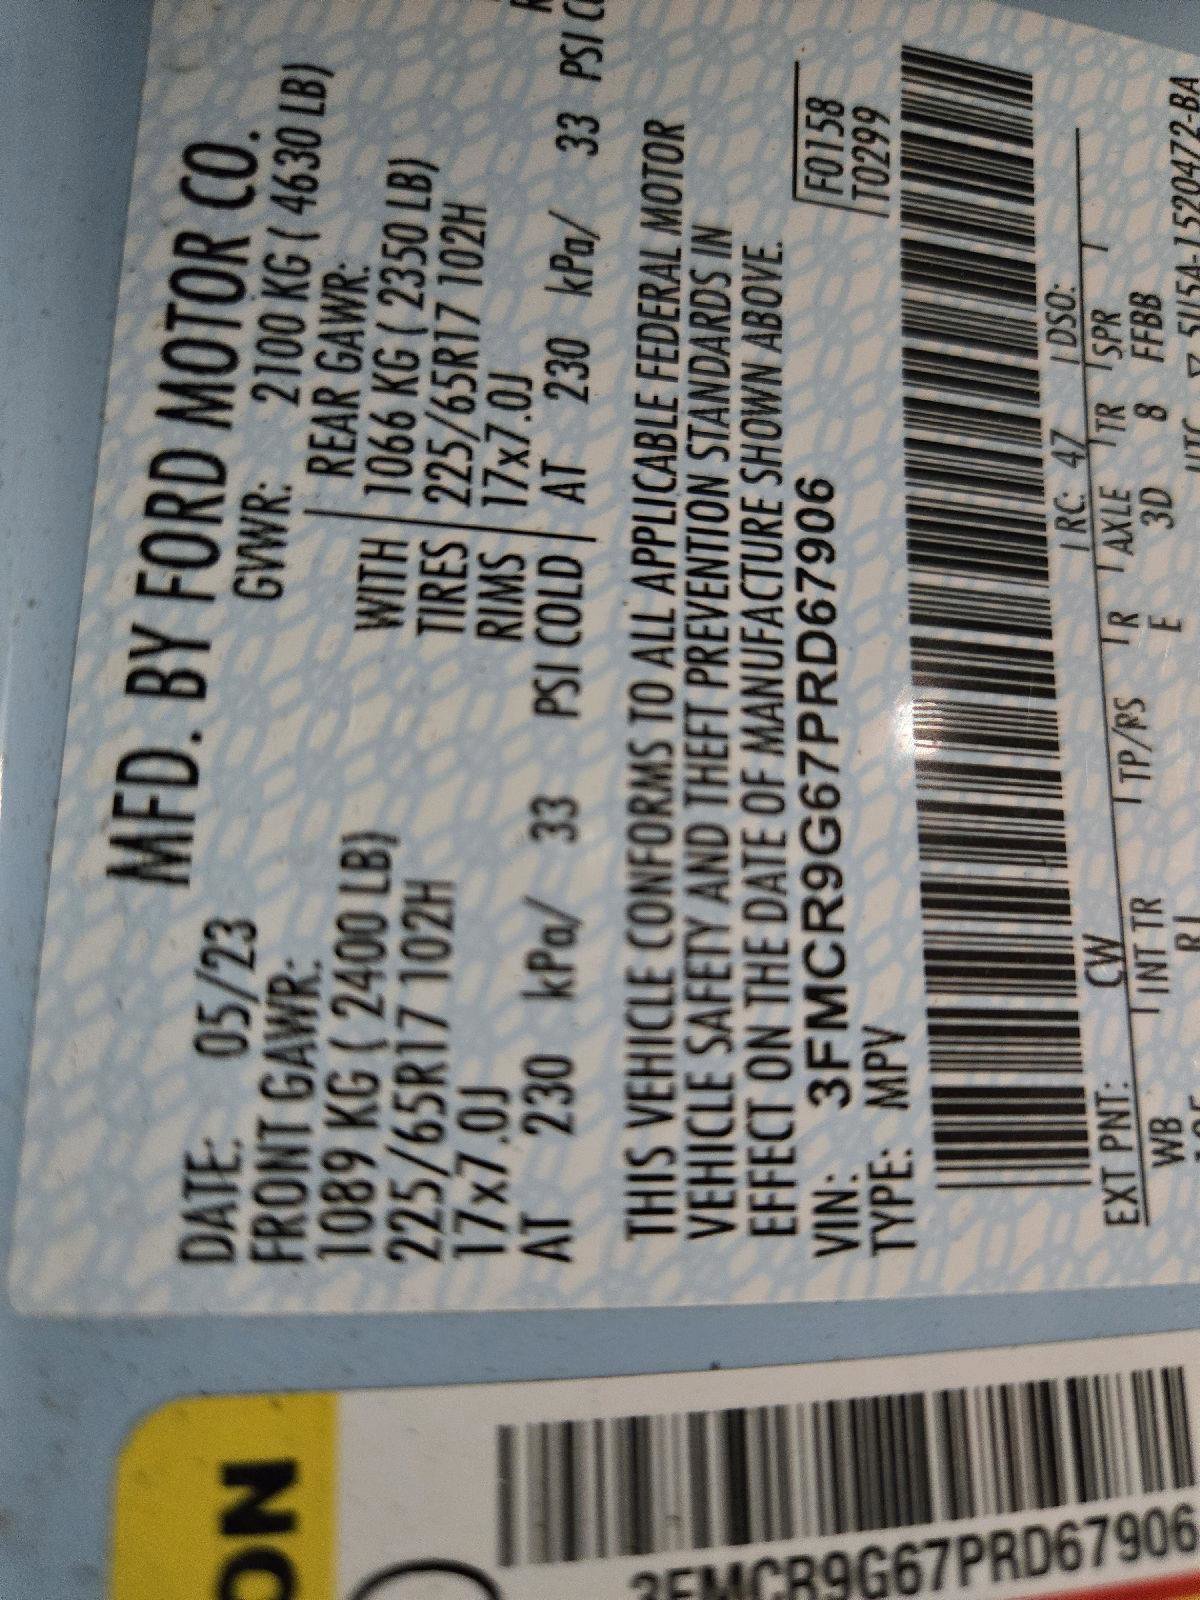 MFD. BY FORD MOTOR CO.
DATE: 05/23 GVWR: 2100 KG ( 4630 LB)
FRONT GAWR: REAR GAWR:
1089 KG ( 2400 LB) WITH 1066 KG ( 2350 LB)
225/65R17 102H TIRES 225/65R17 102H
17x7.0J RIMS 17x7.0J
AT 230 kPa/ 33 PSI COLD AT 230 kPa/ 33 PSI
THIS VEHICLE CONFORMS TO ALL APPLICABLE FEDERAL MOTOR
VEHICLE SAFETY AND THEFT PREVENTION STANDARDS IN
EFFECT ON THE DATE OF MANUFACTURE SHOWN ABOVE.
VIN: 3FMCR9G67PRD67906 F0158
TYPE: MPV T0299
EXT PNT: CW RC: 47 DSO:
WB INT TR TP/PS R AXLE TR SPR
E 3D 8 FFBB
ON
3FMCR9G67PRD67906